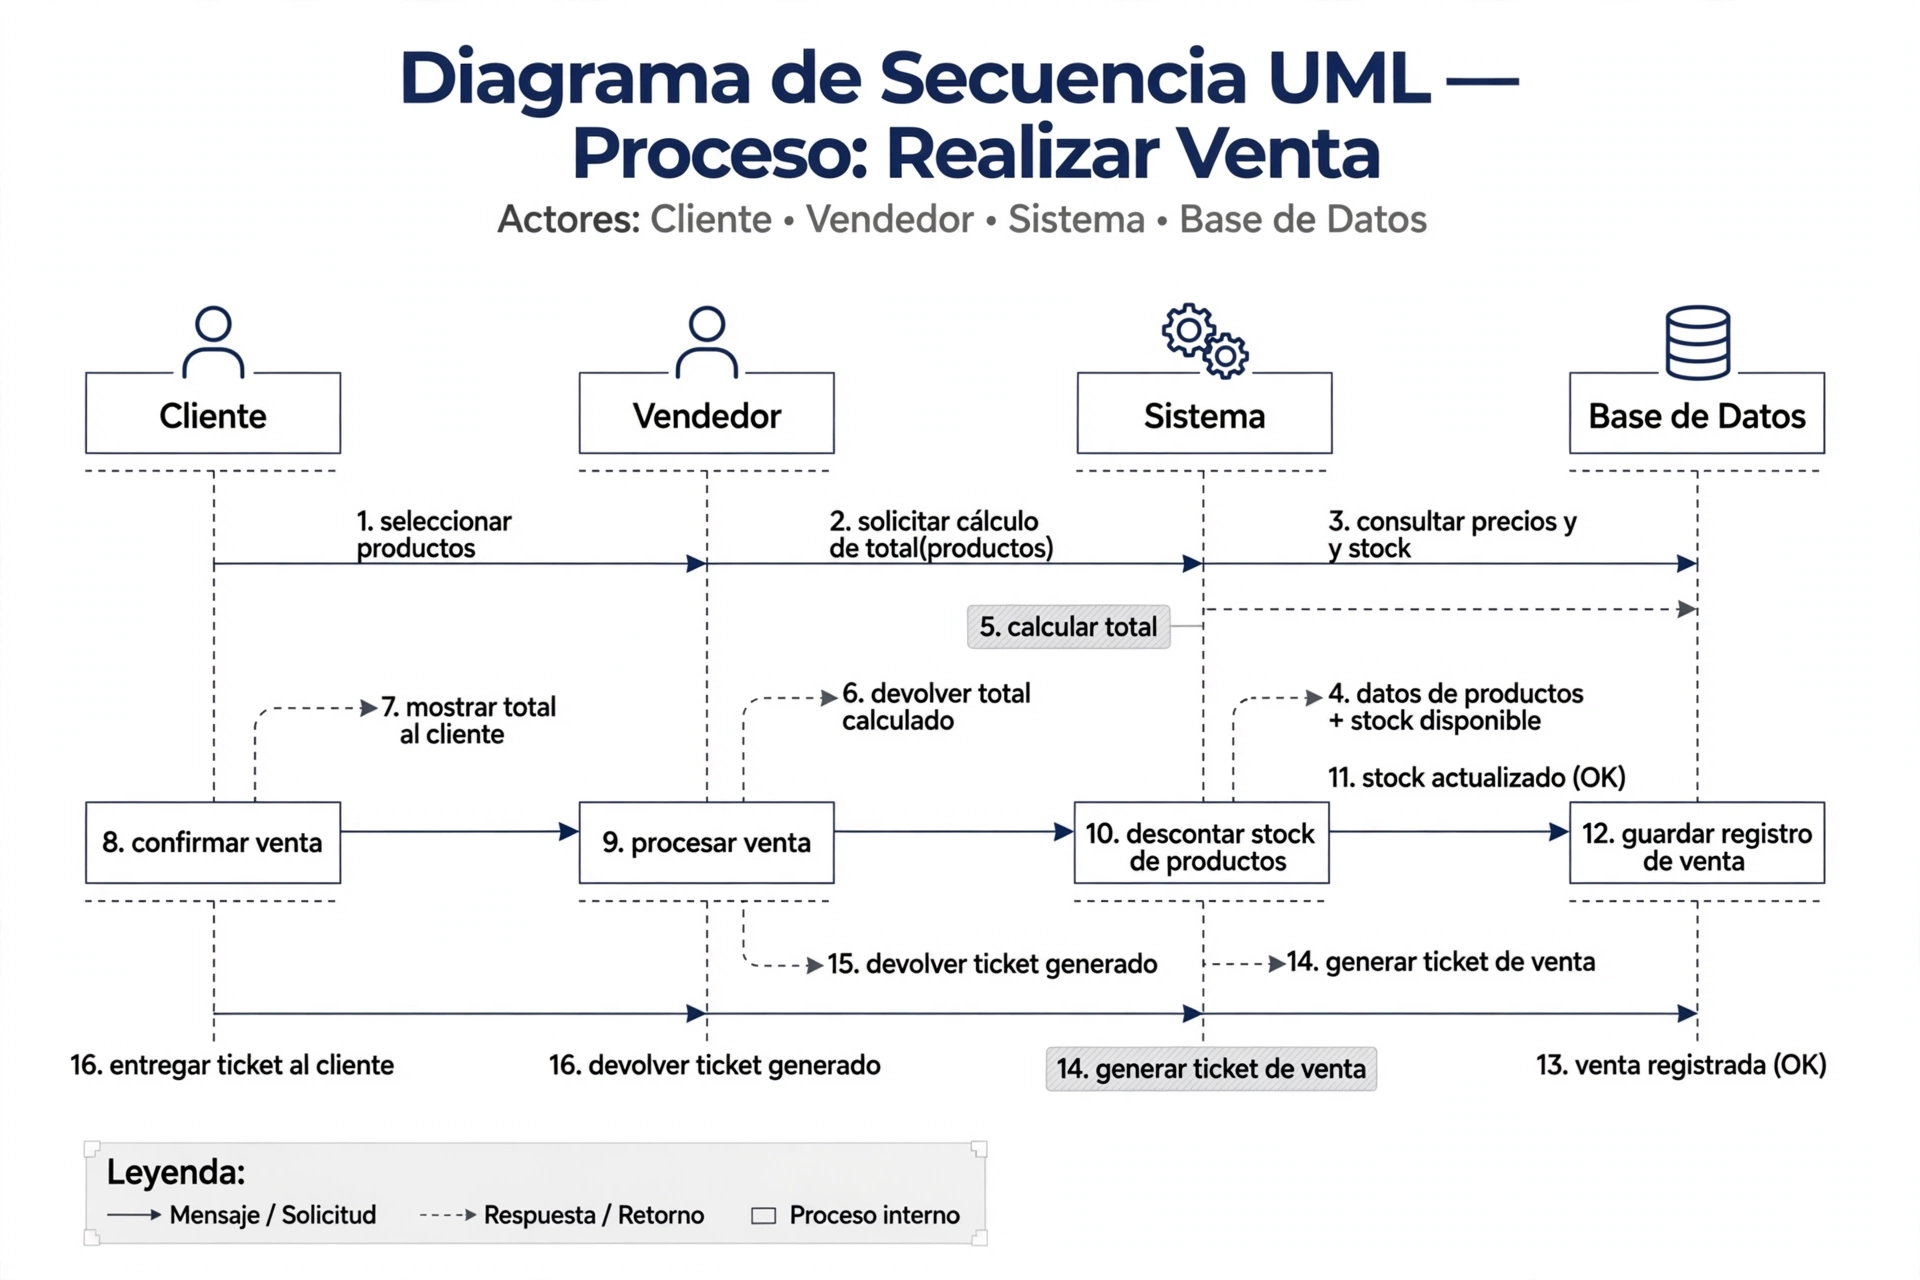 Diagrama de Secuencia UML —
Proceso: Realizar Venta
Actores: Cliente • Vendedor • Sistema • Base de Datos
Cliente
Vendedor
Sistema
Base de Datos
1. seleccionar
productos
2. solicitar cálculo
de total(productos)
3. consultar precios y
y stock
5. calcular total
7. mostrar total
al cliente
6. devolver total
calculado
4. datos de productos
+ stock disponible
11. stock actualizado (OK)
8. confirmar venta
9. procesar venta
10. descontar stock
de productos
12. guardar registro
de venta
15. devolver ticket generado
14. generar ticket de venta
16. entregar ticket al cliente
16. devolver ticket generado
14. generar ticket de venta
13. venta registrada (OK)
Leyenda:
Mensaje / Solicitud
Respuesta / Retorno
Proceso interno